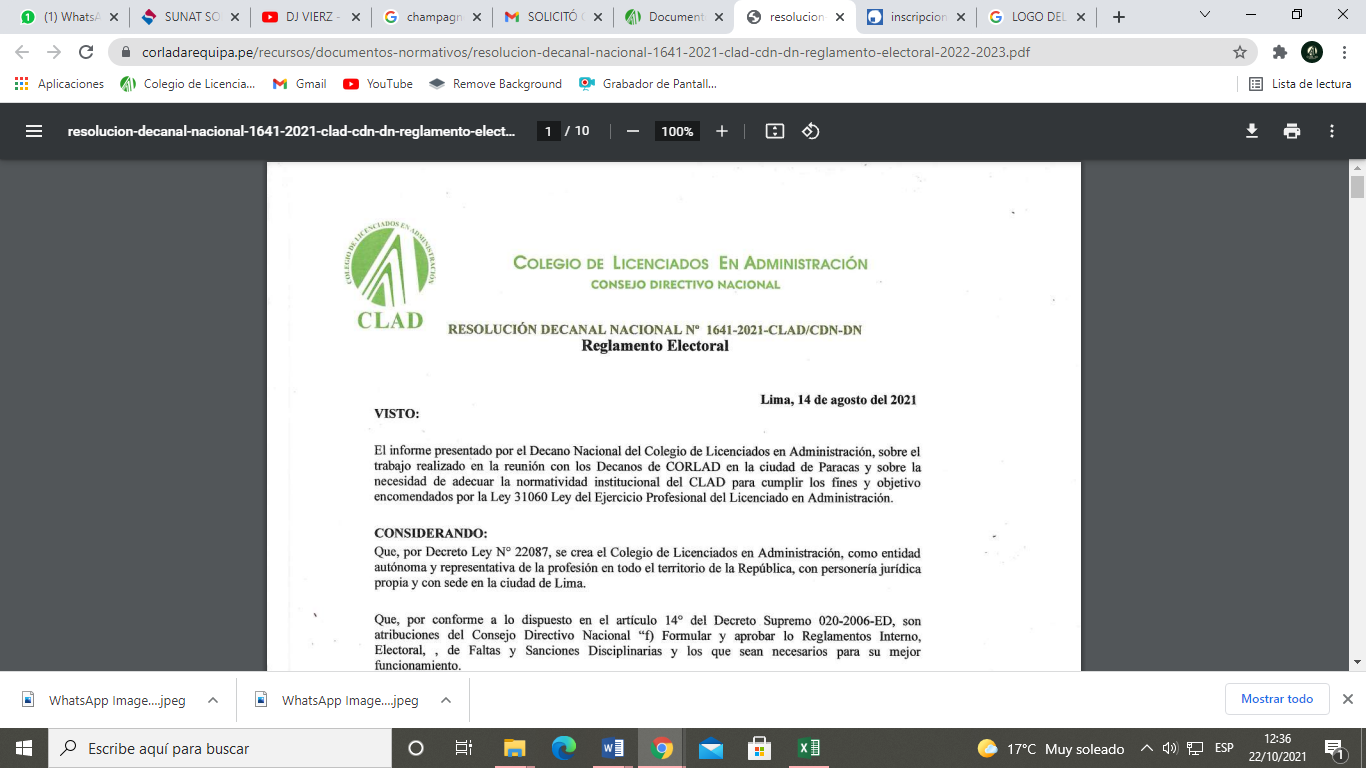 (1) WhatsA
SUNAT SO
DJ VIERZ -
champagn
SOLICITÓ C
Document
resolucion
inscripcion
LOGO DEL
corladarequipa.pe/recursos/documentos-normativos/resolucion-decanal-nacional-1641-2021-clad-cdn-dn-reglamento-electoral-2022-2023.pdf
Aplicaciones
Colegio de Licencia...
Gmail
YouTube
Remove Background
Grabador de Pantall...
Lista de lectura
resolucion-decanal-nacional-1641-2021-clad-cdn-dn-reglamento-elect...
1 / 10
100%
COLEGIO DE LICENCIADOS EN ADMINISTRACIÓN
CLAD
COLEGIO DE LICENCIADOS EN ADMINISTRACIÓN
CONSEJO DIRECTIVO NACIONAL
RESOLUCIÓN DECANAL NACIONAL Nº 1641-2021-CLAD/CDN-DN
Reglamento Electoral
Lima, 14 de agosto del 2021
VISTO:
El informe presentado por el Decano Nacional del Colegio de Licenciados en Administración, sobre el
trabajo realizado en la reunión con los Decanos de CORLAD en la ciudad de Paracas y sobre la
necesidad de adecuar la normatividad institucional del CLAD para cumplir los fines y objetivo
encomendados por la Ley 31060 Ley del Ejercicio Profesional del Licenciado en Administración.
CONSIDERANDO:
Que, por Decreto Ley N° 22087, se crea el Colegio de Licenciados en Administración, como entidad
autónoma y representativa de la profesión en todo el territorio de la República, con personería jurídica
propia y con sede en la ciudad de Lima.
Que, por conforme a lo dispuesto en el artículo 14° del Decreto Supremo 020-2006-ED, son
atribuciones del Consejo Directivo Nacional "f) Formular y aprobar lo Reglamentos Interno,
Electoral, , de Faltas y Sanciones Disciplinarias y los que sean necesarios para su mejor
funcionamiento.
WhatsApp Image....jpeg
WhatsApp Image....jpeg
Mostrar todo
Escribe aquí para buscar
17°C Muy soleado
ESP
12:36
22/10/2021
1